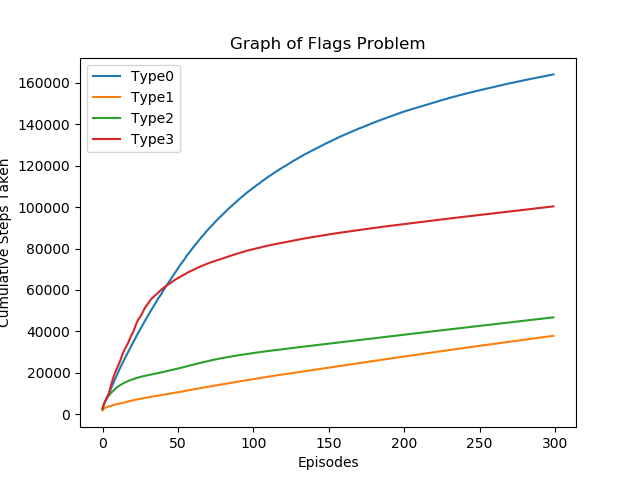 Graph of Flags Problem
Type0
Type1
Type2
Type3
160000
140000
120000
100000
80000
60000
40000
20000
0
Cumulative Steps Taken
0 50 100 150 200 250 300
Episodes